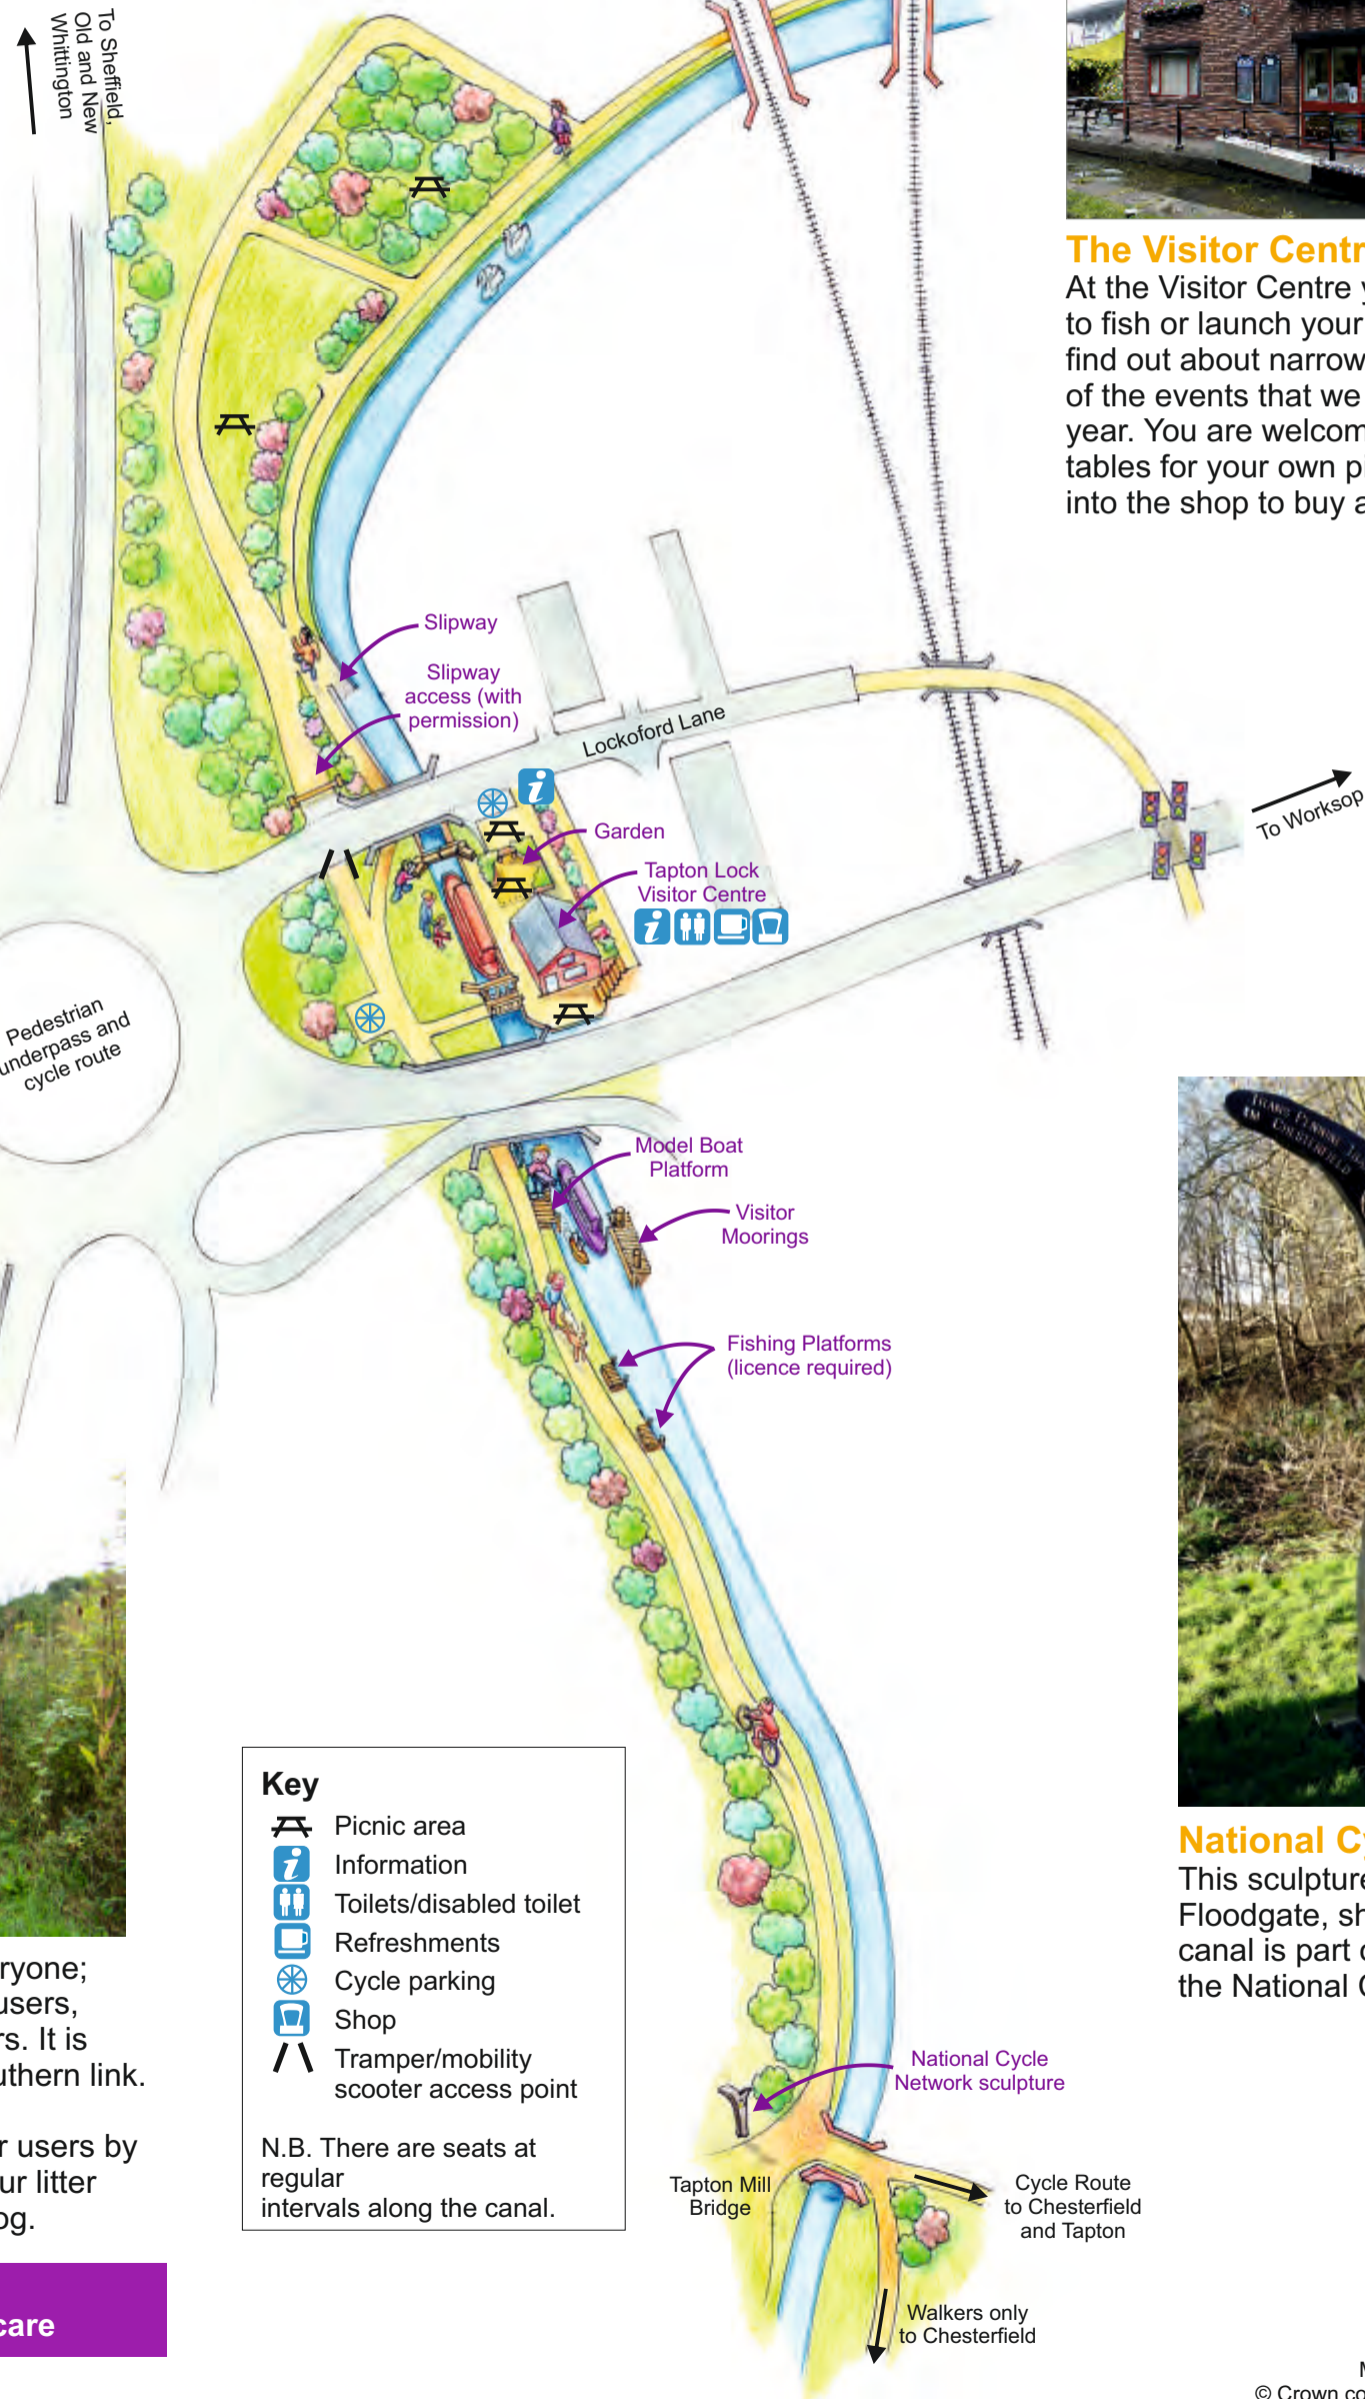 To Sheffield,
Old and New
Whittington
The Visitor Centr
At the Visitor Centre
to fish or launch your
find out about narrow
of the events that we
year. You are welcom
tables for your own pi
into the shop to buy a
Slipway
Slipway
access (with
permission)
Lockoford Lane
To Worksop
Garden
Tapton Lock
Visitor Centre
Pedestrian
underpass and
cycle route
Model Boat
Platform
Visitor
Moorings
Fishing Platforms
(licence required)
CHESTERFIELD
Key
Picnic area
Information
Toilets/disabled toilet
Refreshments
Cycle parking
Shop
Tramper/mobility
scooter access point
N.B. There are seats at
regular
intervals along the canal.
National Cy
This sculpture
Floodgate, sh
canal is part o
the National C
ryone;
users,
rs. It is
uthern link.
r users by
ur litter
og.
care
National Cycle
Network sculpture
Tapton Mill
Bridge
Cycle Route
to Chesterfield
and Tapton
Walkers only
to Chesterfield
M
© Crown co